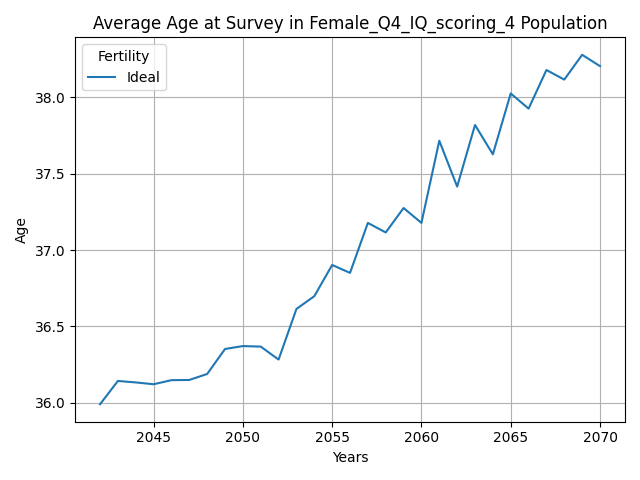 Average Age at Survey in Female_Q4_IQ_scoring_4 Population
Fertility
Ideal
38.0
37.5
37.0
36.5
36.0
Age
2045 2050 2055 2060 2065 2070
Years